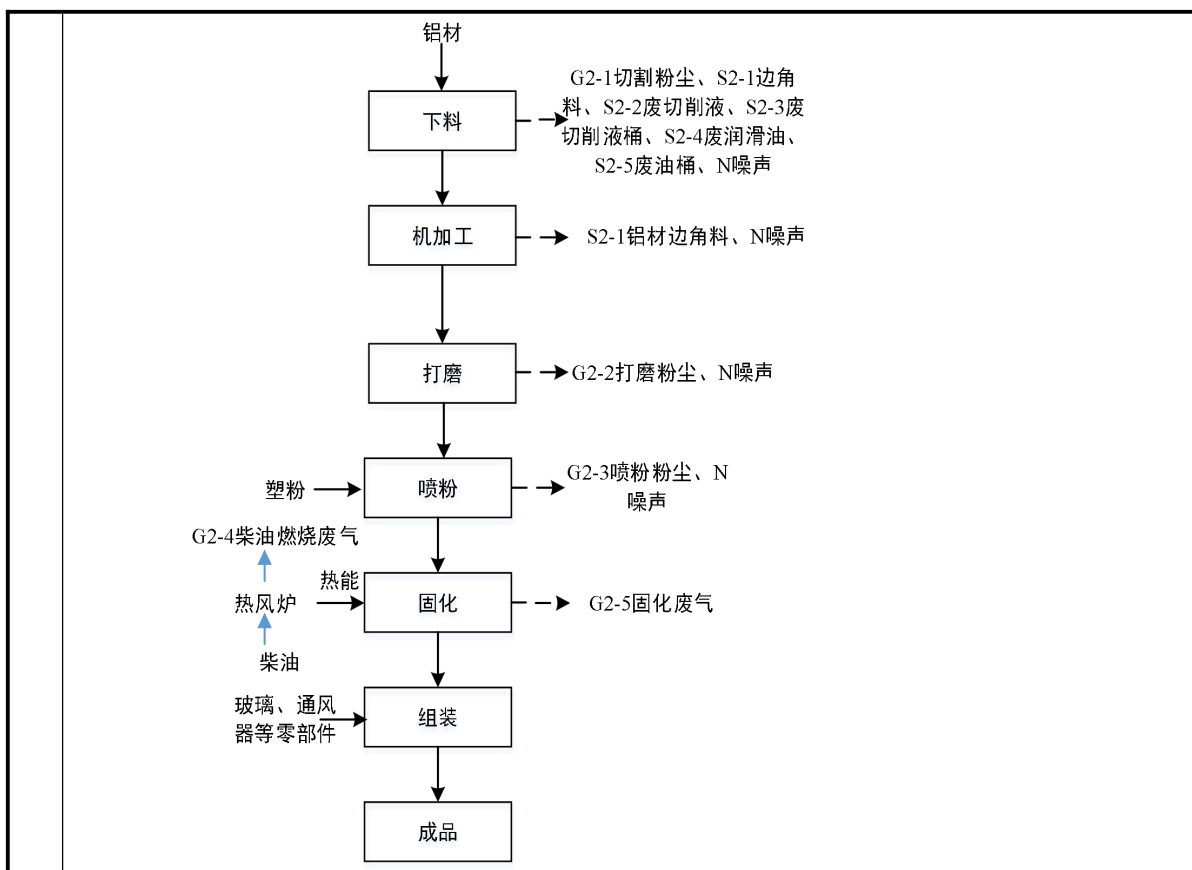 铝材
下料
G2-1切割粉尘、S2-1边角
料、S2-2废切削液、S2-3废
切削液桶、S2-4废润滑油、
S2-5废油桶、N噪声
机加工
S2-1铝材边角料、N噪声
打磨
G2-2打磨粉尘、N噪声
塑粉
喷粉
G2-3喷粉粉尘、N
噪声
G2-4柴油燃烧废气
热风炉
热能
固化
G2-5固化废气
柴油
玻璃、通风
器等零部件
组装
成品